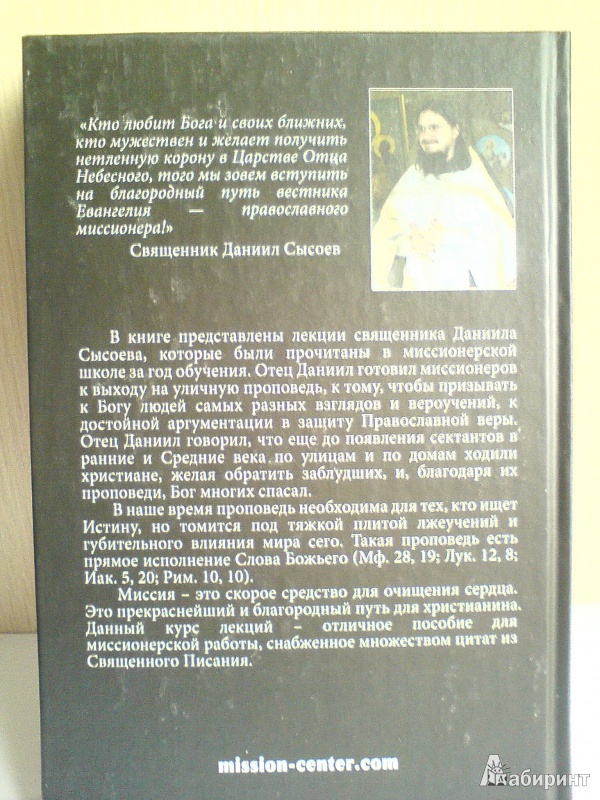 «Кто любит Бога и своих ближних,
кто мужествен и желает получить
нетленную корону в Царстве Отца
Небесного, того мы зовем вступить
на благородный путь вестника
Евангелия — православного
миссионера!»
Священник Даниил Сысоев
В книге представлены лекции священника Даниила
Сысоева, которые были прочитаны в миссионерской
школе за год обучения. Отец Даниил готовил миссионеров
к выходу на уличную проповедь, к тому, чтобы призывать
к Богу людей самых разных взглядов и вероучений, к
достойной аргументации в защиту Православной веры.
Отец Даниил говорил, что еще до появления сектантов в
ранние и Средние века по улицам и по домам ходили
христиане, желая обратить заблудших, и, благодаря их
проповеди, Бог многих спасал.
В наше время проповедь необходима для тех, кто ищет
Истину, но томится под тяжкой плитой лжеучений и
губительного влияния мира сего. Такая проповедь есть
прямое исполнение Слова Божьего (Мф. 28, 19; Лук. 12, 8;
Иак. 5, 20; Рим. 10, 10).
Миссия – это скорое средство для очищения сердца.
Это прекраснейший и благородный путь для христианина.
Данный курс лекций – отличное пособие для
миссионерской работы, снабженное множеством цитат из
Священного Писания.
mission-center.com
Лабиринт